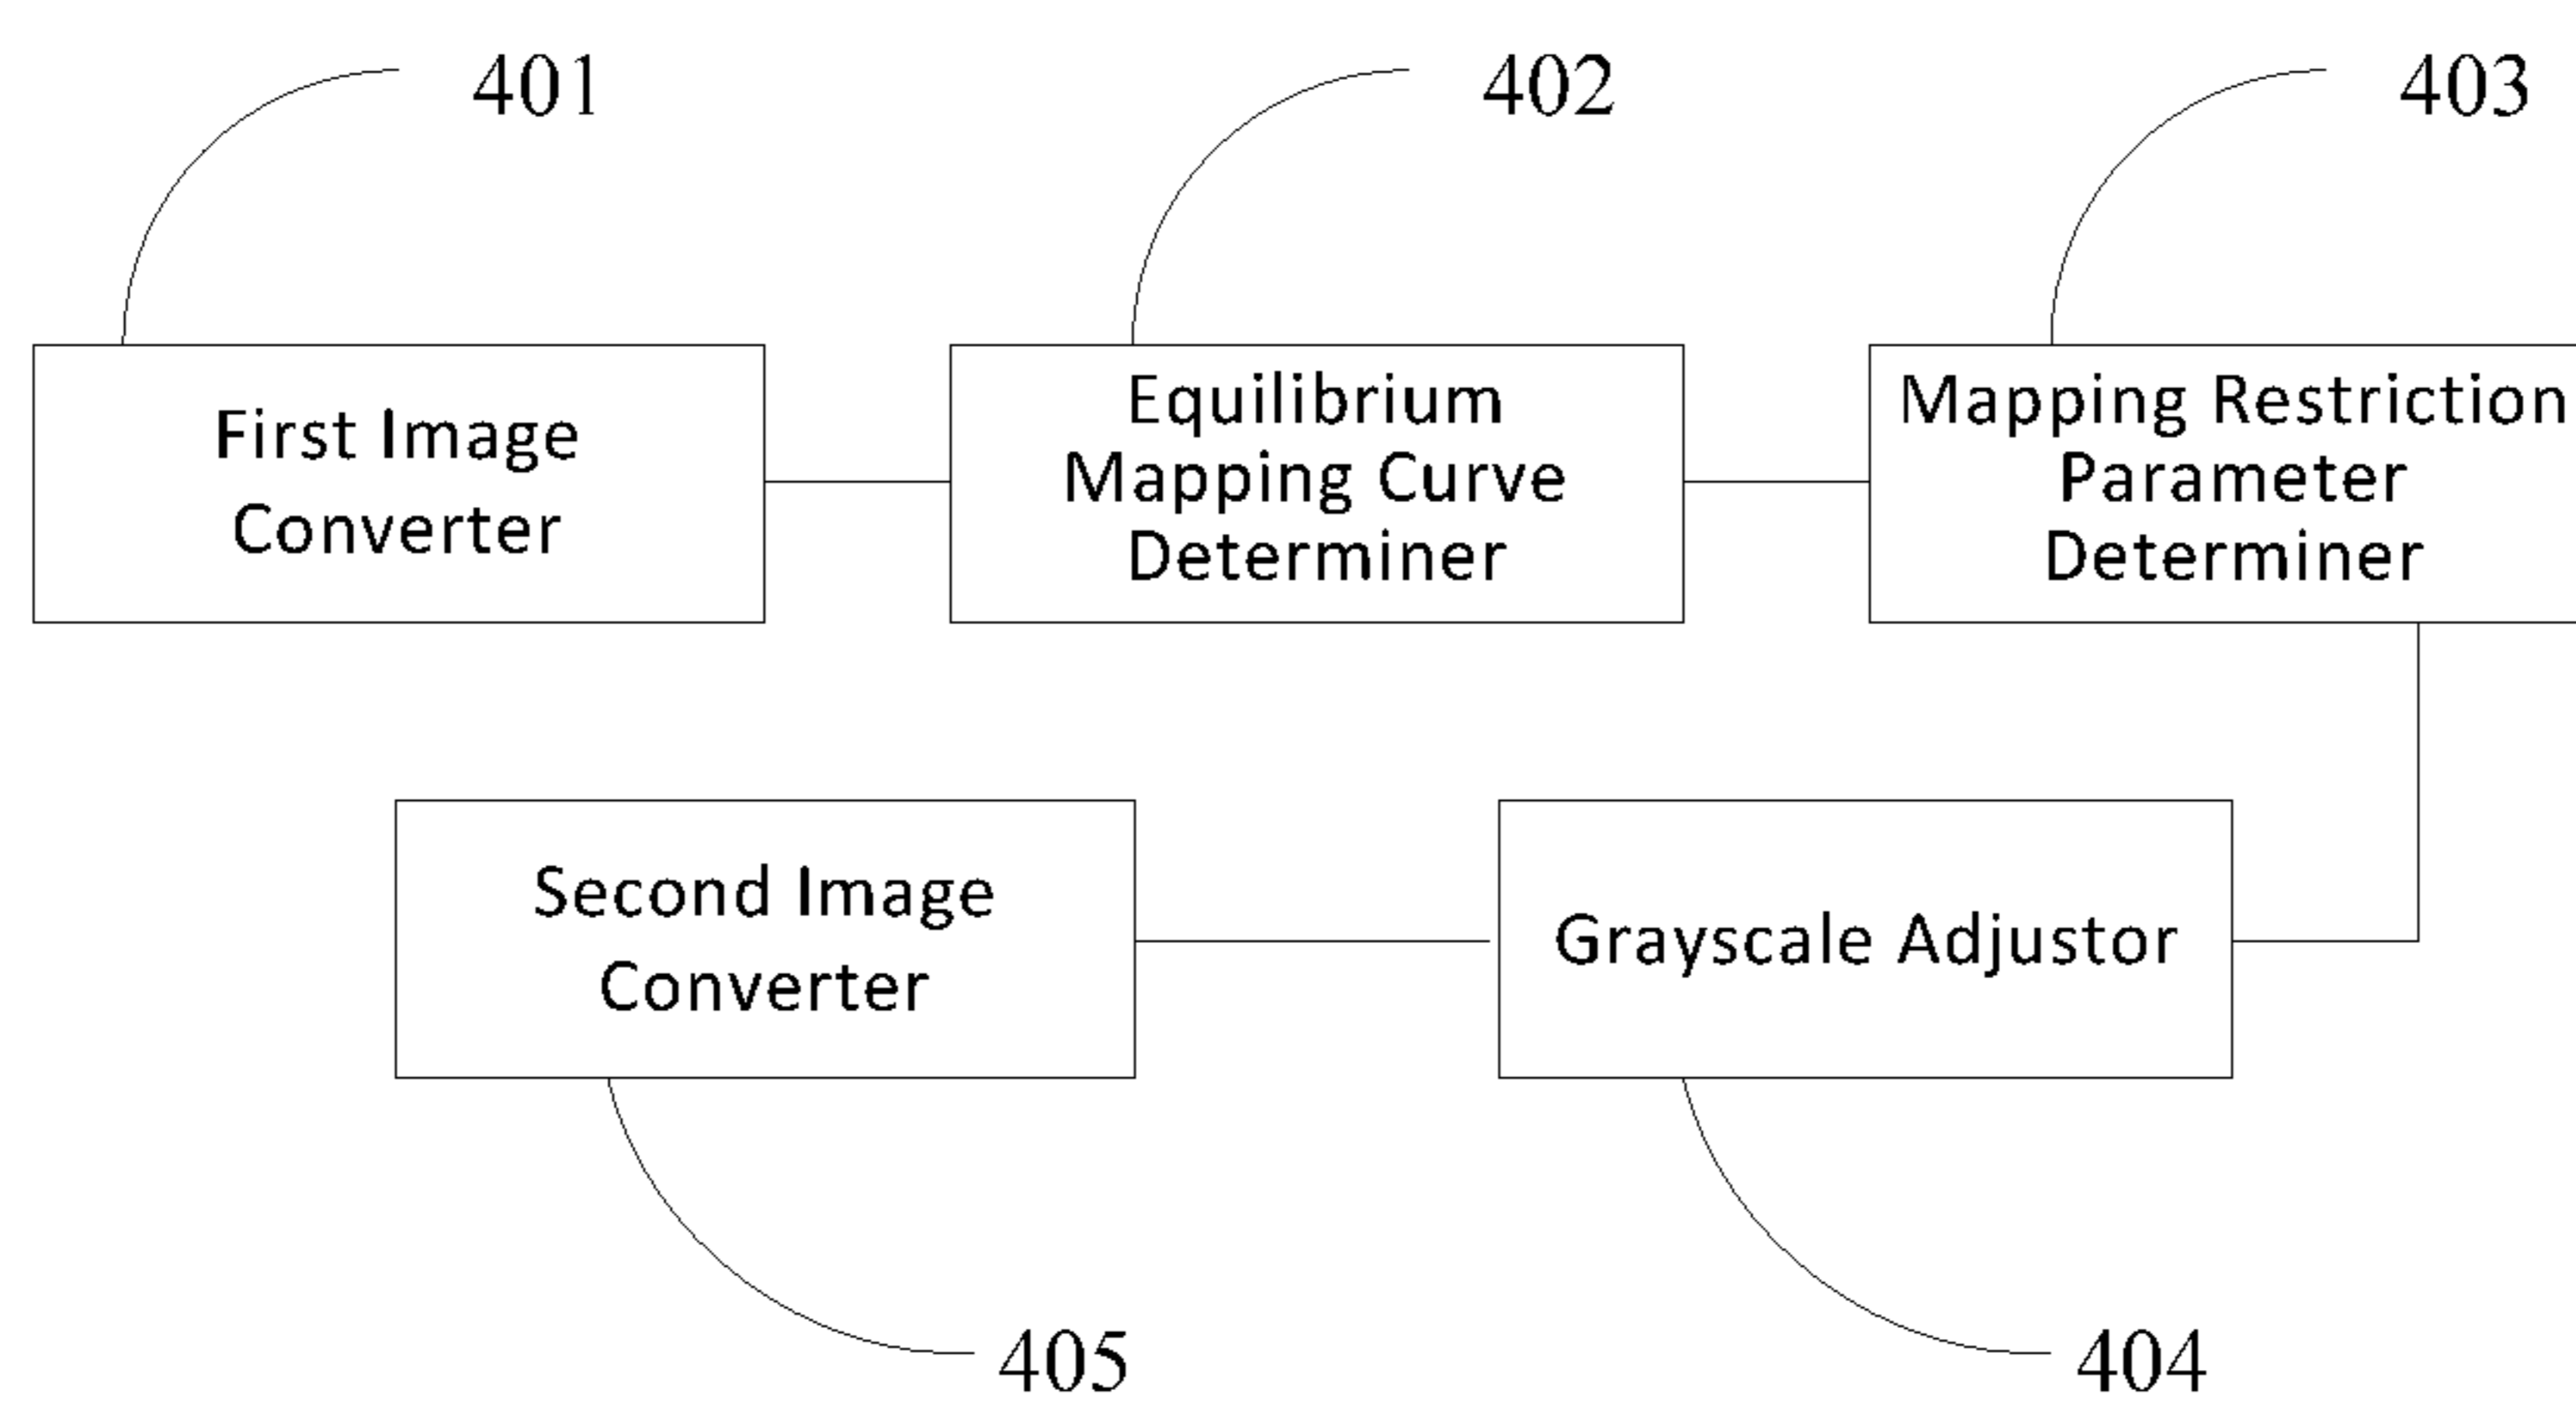 401
402
403
First Image
Converter
Equilibrium
Mapping Curve
Determiner
Mapping Restriction
Parameter
Determiner
Second Image
Converter
Grayscale Adjustor
405
404